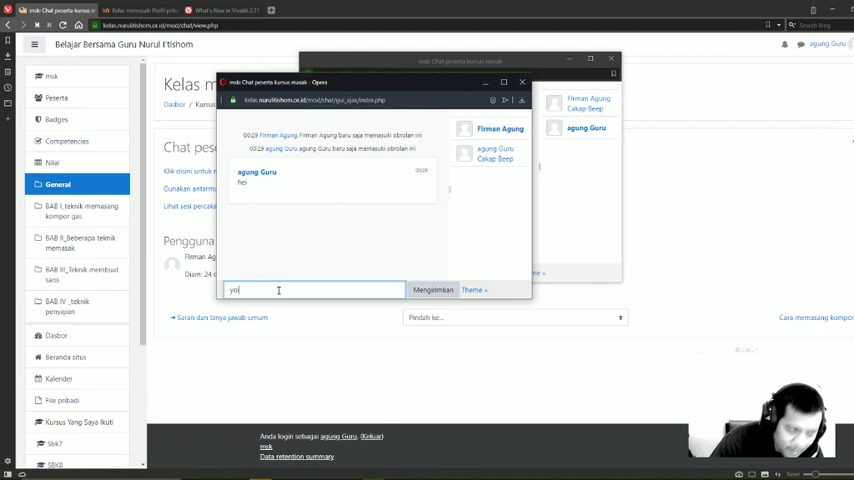 msk: Chat peserta kursus masak
Kelas memasak: Profil prib
What's New in Vivaldi 2.11
kelas.nurulitishom.or.id/mod/chat/view.php
Search Bing
Belajar Bersama Guru Nurul I'tishom
agung Guru
msk
Peserta
Badges
Competencies
Nilai
General
BAB I_teknik memasang
kompor gas
BAB II_Beberapa teknik
memasak
BAB III_Teknik membuat
saos
BAB IV _teknik
penyajian
Dasbor
Beranda situs
Kalender
File pribadi
Kursus Yang Saya Ikuti
Sbk7
SBK8
Kelas m
Dasbor / Kursus
Chat pese
Klik disini untuk m
Gunakan antarmu
Lihat sesi percaka
Pengguna
Firman Ag
Diam: 24 d
msk: Chat peserta kursus masak
Firman Agung
Cakap Beep
agung Guru
me »
msk: Chat peserta kursus masak - Opera
kelas.nurulitishom.or.id/mod/chat/gui_ajax/index.php
00:29 Firman Agung Firman Agung baru saja memasuki obrolan ini
00:29 agung Guru agung Guru baru saja memasuki obrolan ini
agung Guru
00:29
hei
Firman Agung
agung Guru
Cakap Beep
yoi
Mengirimkan
Theme »
Saran dan tanya jawab umum
Pindah ke...
Cara memasang kompor
Anda login sebagai agung Guru. (Keluar)
msk
Data retention summary
Reset